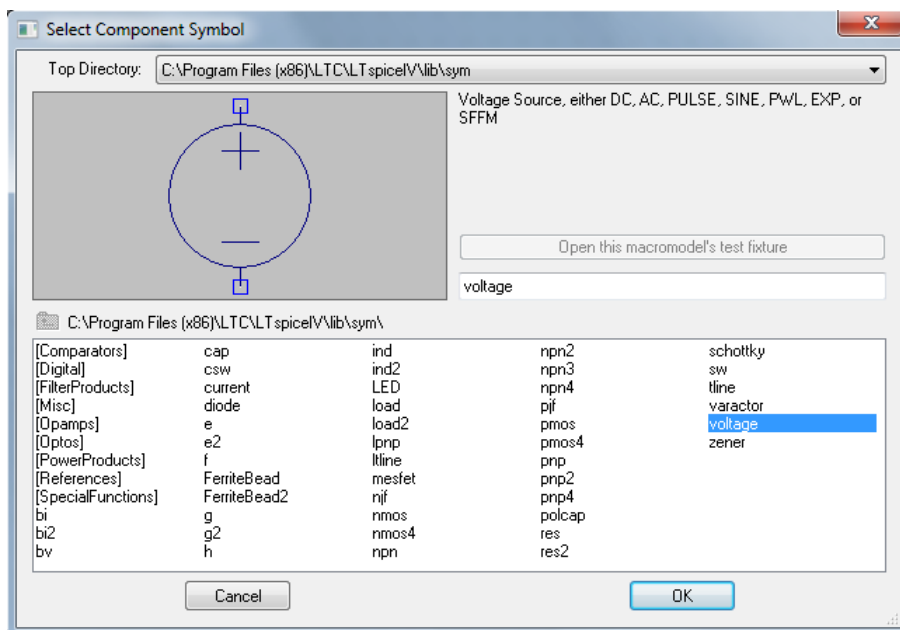 Select Component Symbol
Top Directory: C:\Program Files (x86)\LTC\LTspiceIV\lib\sym
Voltage Source, either DC, AC, PULSE, SINE, PWL, EXP, or
SFFM
Open this macromodel's test fixture
voltage
C:\Program Files (x86)\LTC\LTspiceIV\lib\sym\
[Comparators] cap ind npn2 schottky
[Digital] csw ind2 npn3 sw
[FilterProducts] current LED npn4 tline
[Misc] diode load pjf varactor
[Opamps] e load2 pmos voltage
[Optos] e2 lpnp pmos4 zener
[PowerProducts] f ltline pnp
[References] FerriteBead mesfet pnp2
[SpecialFunctions] FerriteBead2 njf pnp4
bi g nmos polcap
bi2 g2 nmos4 res
bv h npn res2
Cancel OK